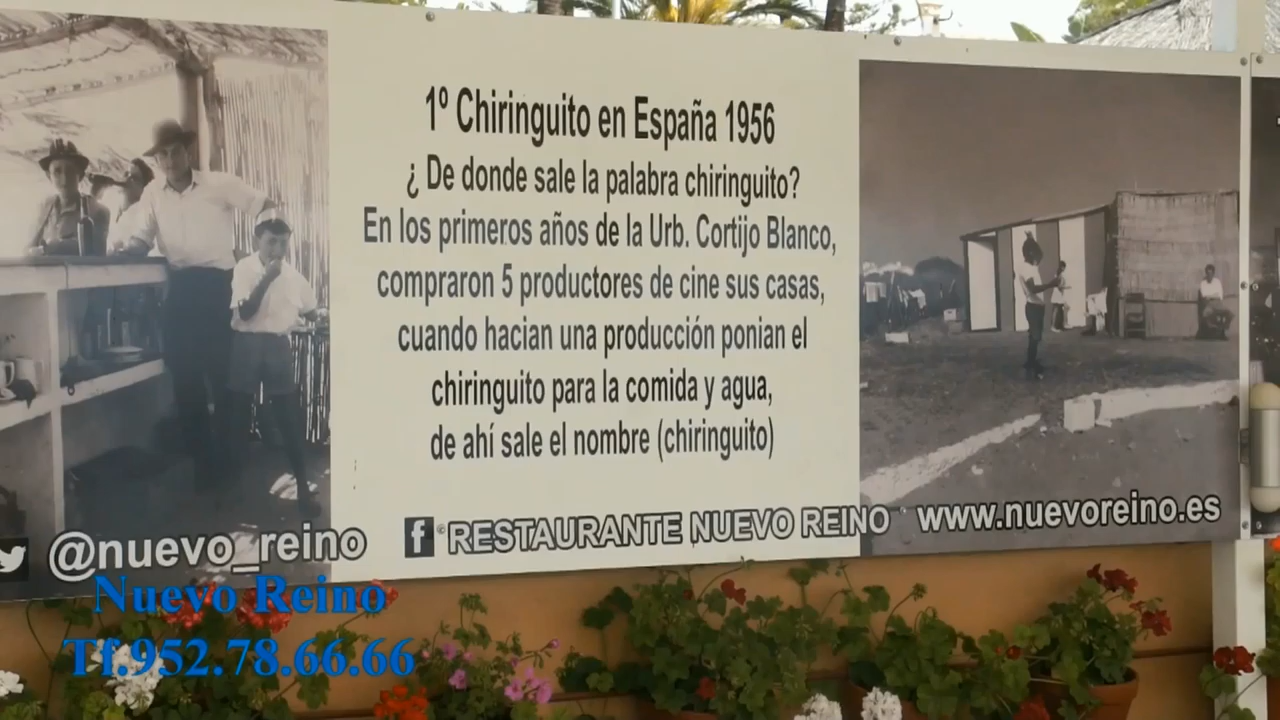 1º Chiringuito en España 1956
¿ De donde sale la palabra chiringuito?
En los primeros años de la Urb. Cortijo Blanco,
compraron 5 productores de cine sus casas,
cuando hacian una producción ponian el
chiringuito para la comida y agua,
de ahí sale el nombre (chiringuito)
@nuevo_reino
RESTAURANTE NUEVO REINO
www.nuevoreino.es
Nuevo Reino
Tf.952.78.66.66